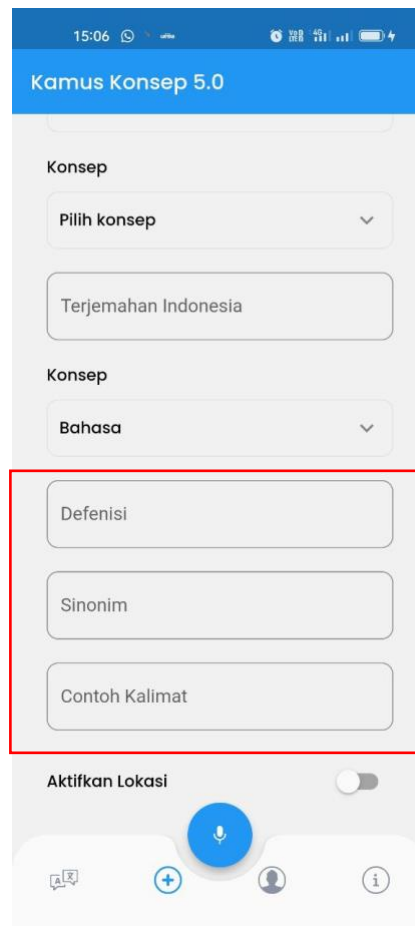 15:06
Kamus Konsep 5.0
Konsep
Pilih konsep
Terjemahan Indonesia
Konsep
Bahasa
Defenisi
Sinonim
Contoh Kalimat
Aktifkan Lokasi